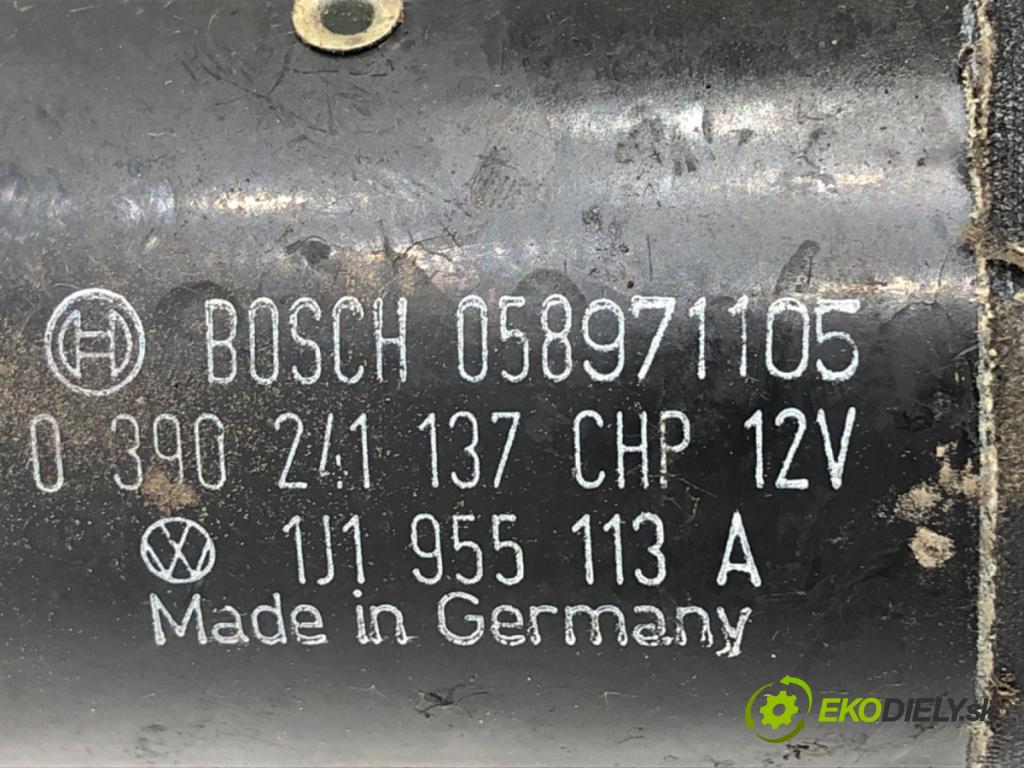 BOSCH 058971105
0 390 241 137 CHP 12V
1J1 955 113 A
Made in Germany
EKODIELY.sk